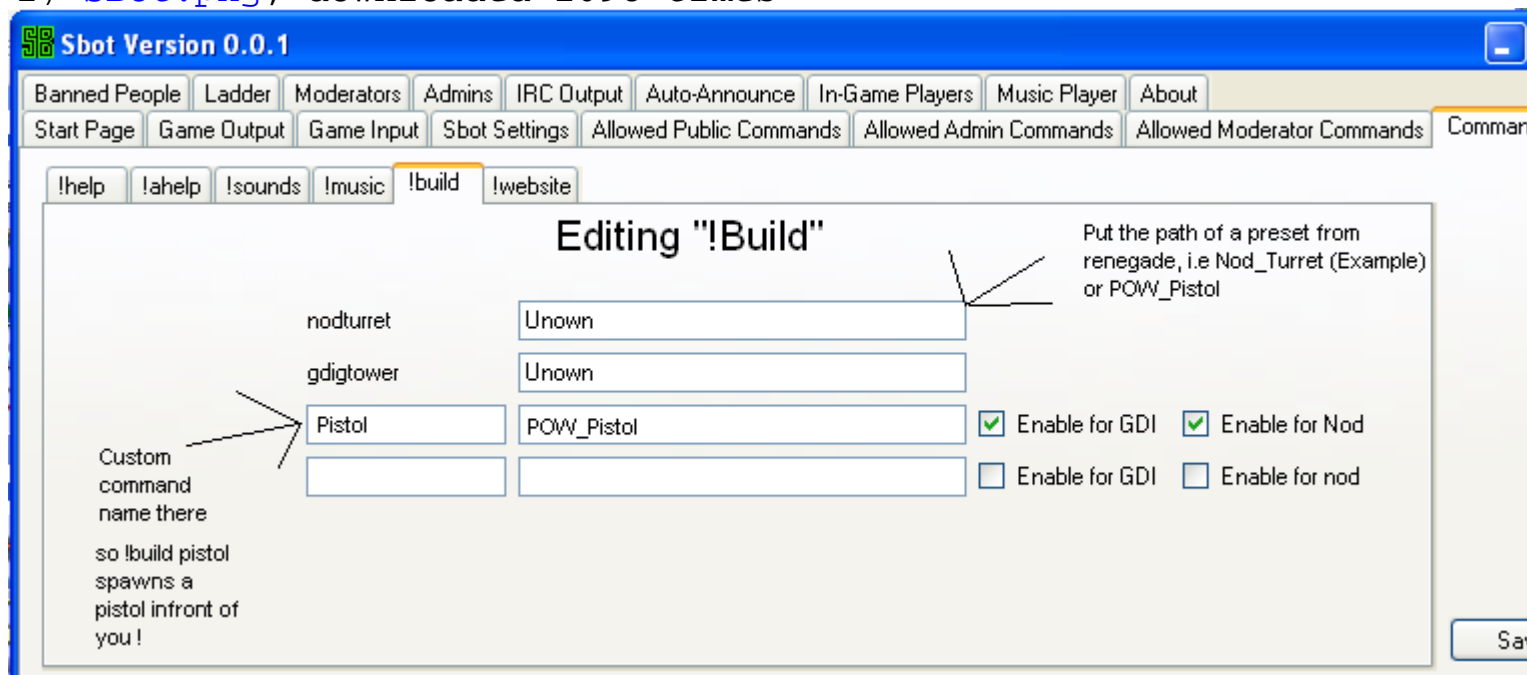 SB Sbot Version 0.0.1
Banned People Ladder Moderators Admins IRC Output Auto-Announce In-Game Players Music Player About
Start Page Game Output Game Input Sbot Settings Allowed Public Commands Allowed Admin Commands Allowed Moderator Commands Comman
!help !ahelp !sounds !music !build !website
Editing "!Build"
Put the path of a preset from
renegade, i.e Nod_Turret (Example)
or POW_Pistol
nodturret Unown
gdigtower Unown
Pistol POW_Pistol Enable for GDI Enable for Nod
Enable for GDI Enable for nod
Custom
command
name there
so !build pistol
spawns a
pistol infront of
you !
Sav